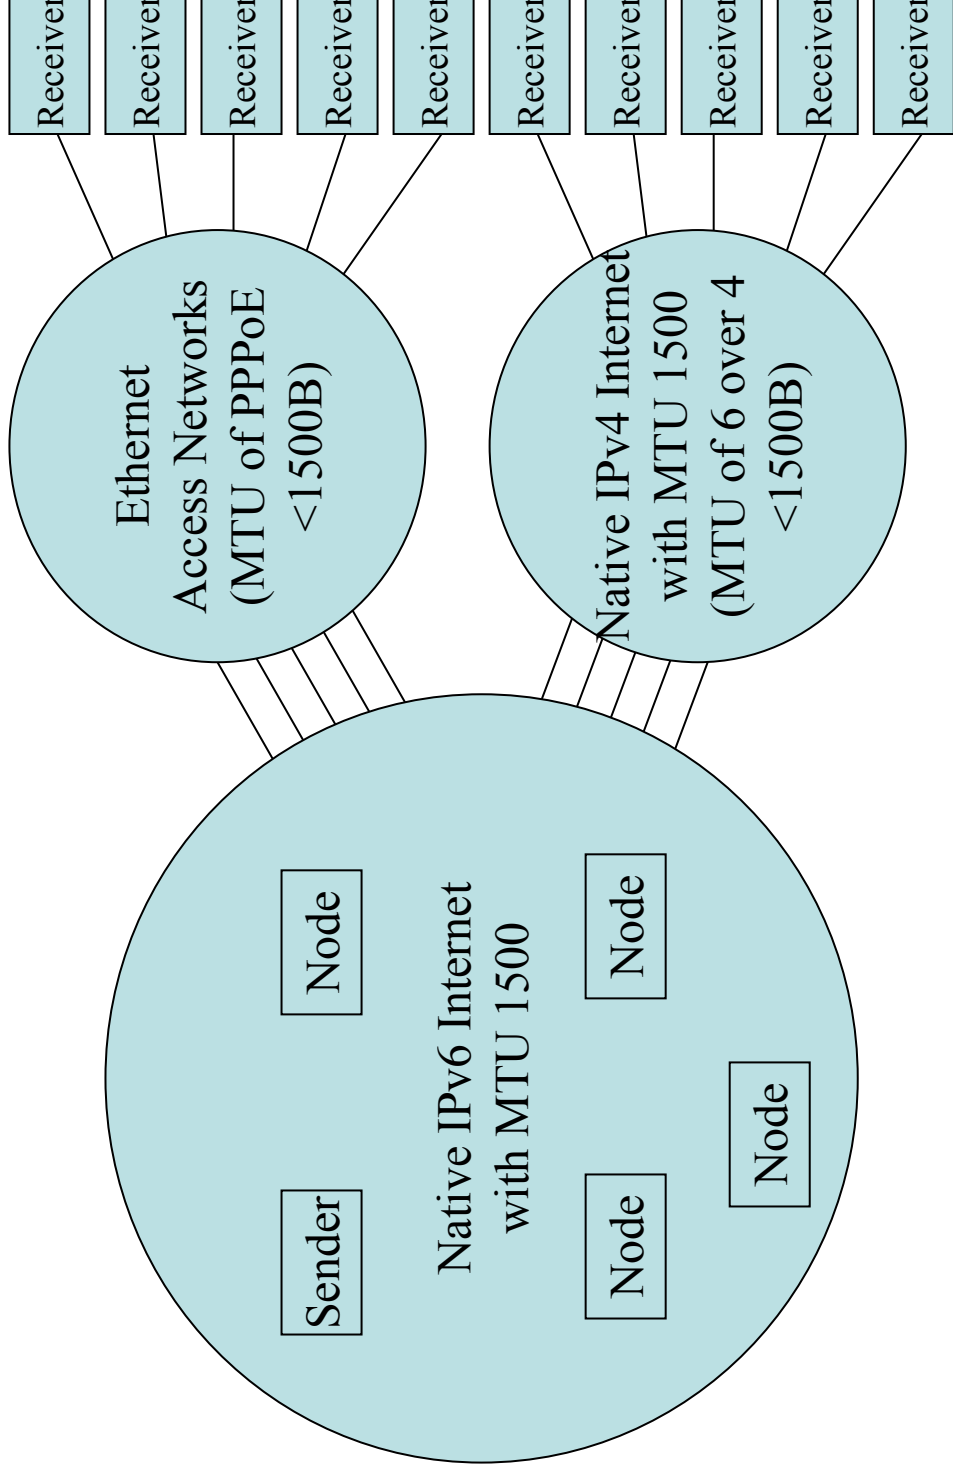 Sender
Node
Native IPv6 Internet
with MTU 1500
Node
Node
Node
Ethernet
Access Networks
(MTU of PPPoE
<1500B)
Native IPv4 Internet
with MTU 1500
(MTU of 6 over 4
<1500B)
Receiver
Receiver
Receiver
Receiver
Receiver
Receiver
Receiver
Receiver
Receiver
Receiver